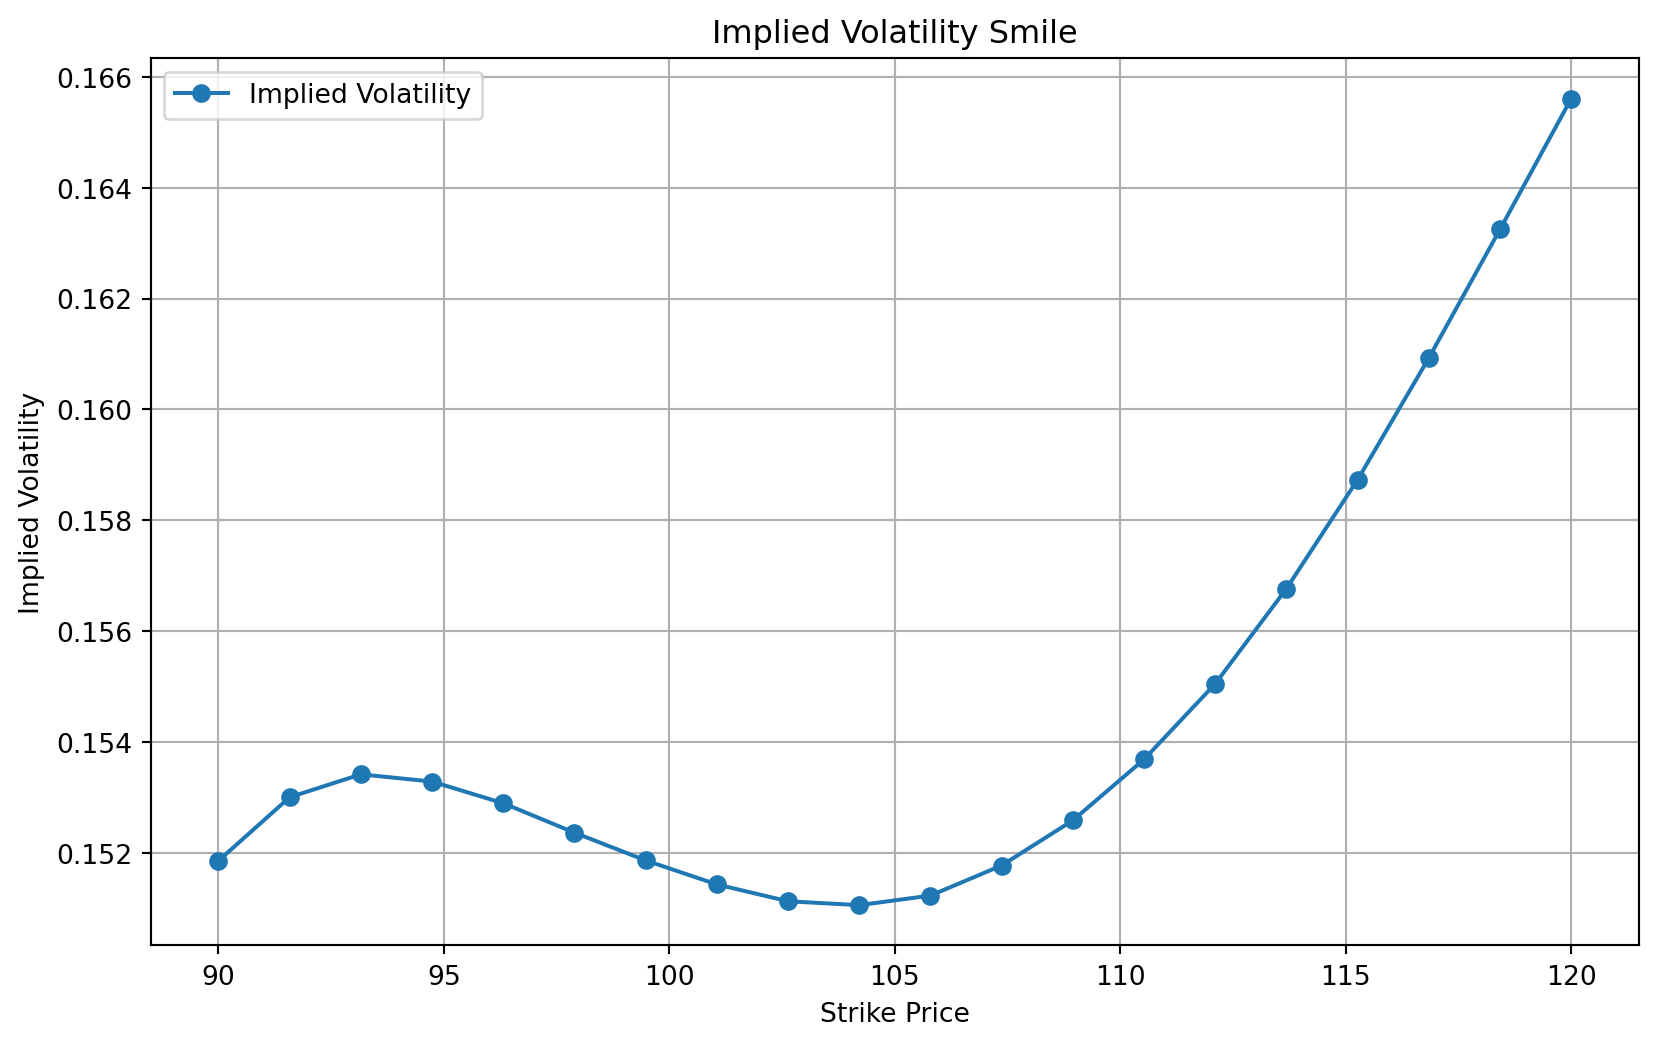 Implied Volatility Smile
Implied Volatility
0.166
0.164
0.162
0.160
0.158
0.156
0.154
0.152
Implied Volatility
90 95 100 105 110 115 120
Strike Price